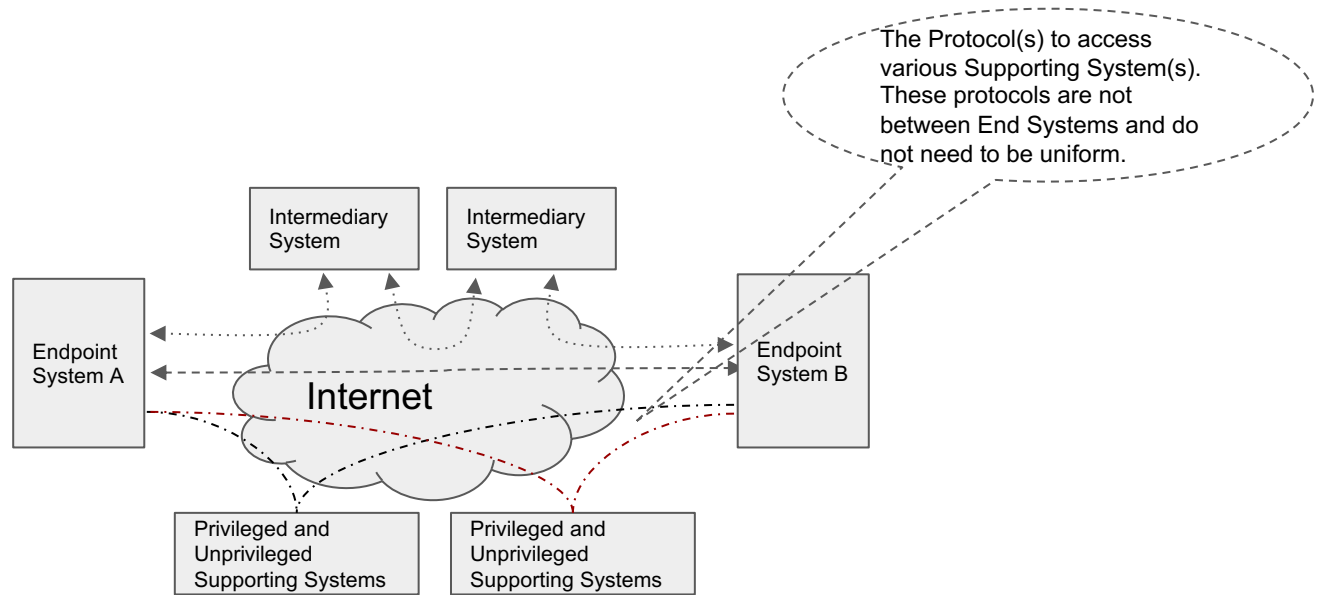 The Protocol(s) to access
various Supporting System(s).
These protocols are not
between End Systems and do
not need to be uniform.
Intermediary
System
Intermediary
System
Endpoint
System A
Endpoint
System B
Internet
Privileged and
Unprivileged
Supporting Systems
Privileged and
Unprivileged
Supporting Systems